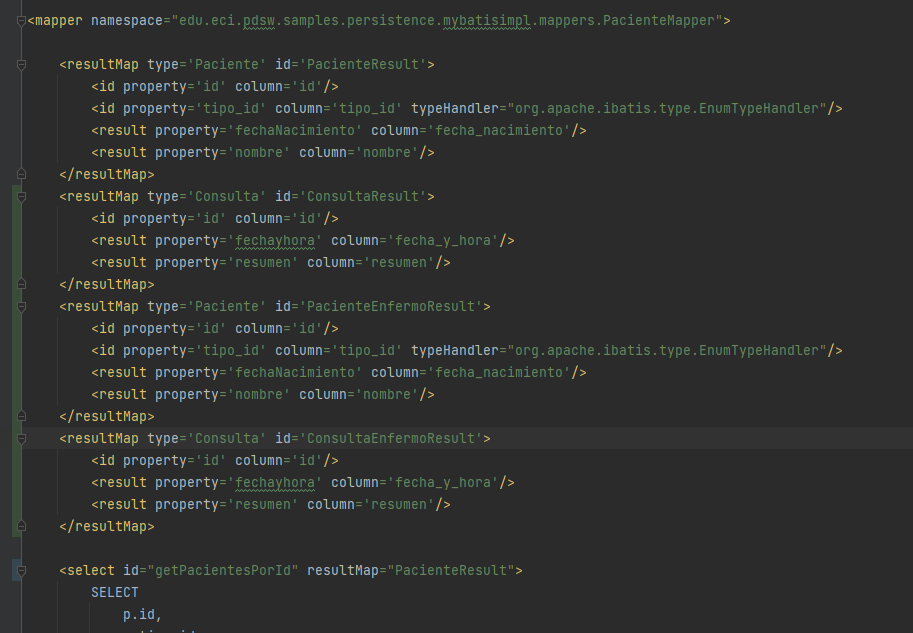 <mapper namespace="edu.eci.pdsw.samples.persistence.mybatisimpl.mappers.PacienteMapper">
<resultMap type='Paciente' id='PacienteResult'>
<id property='id' column='id'/>
<id property='tipo_id' column='tipo_id' typeHandler="org.apache.ibatis.type.EnumTypeHandler"/>
<result property='fechaNacimiento' column='fecha_nacimiento'/>
<result property='nombre' column='nombre'/>
</resultMap>
<resultMap type='Consulta' id='ConsultaResult'>
<id property='id' column='id'/>
<result property='fechayhora' column='fecha_y_hora'/>
<result property='resumen' column='resumen'/>
</resultMap>
<resultMap type='Paciente' id='PacienteEnfermoResult'>
<id property='id' column='id'/>
<id property='tipo_id' column='tipo_id' typeHandler="org.apache.ibatis.type.EnumTypeHandler"/>
<result property='fechaNacimiento' column='fecha_nacimiento'/>
<result property='nombre' column='nombre'/>
</resultMap>
<resultMap type='Consulta' id='ConsultaEnfermoResult'>
<id property='id' column='id'/>
<result property='fechayhora' column='fecha_y_hora'/>
<result property='resumen' column='resumen'/>
</resultMap>
<select id="getPacientesPorId" resultMap="PacienteResult">
SELECT
p.id,